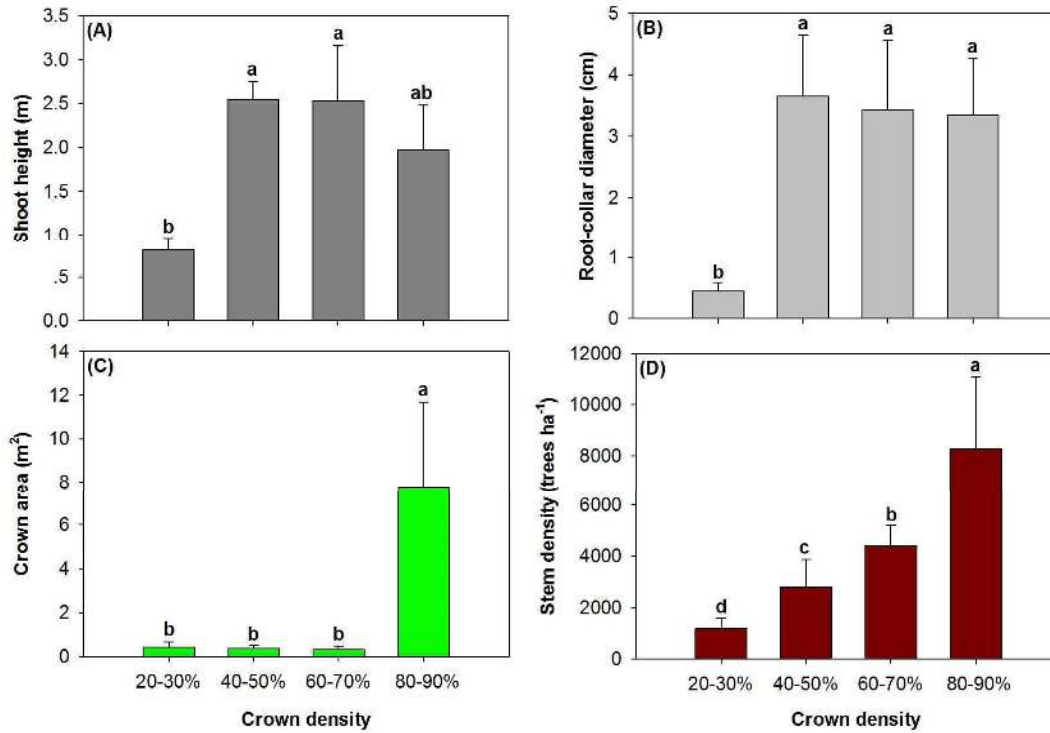 (A)
Shoot height (m)
3.5
3.0
2.5
2.0
1.5
1.0
.5
0.0
b
a
a
ab
(B)
Root-collar diameter (cm)
5
4
3
2
1
0
b
a
a
a
(C)
Crown area (m²)
14
12
10
8
6
4
2
0
b
b
b
a
20-30%
40-50%
60-70%
80-90%
Crown density
(D)
Stem density (trees ha⁻¹)
12000
10000
8000
6000
4000
2000
0
d
c
b
a
20-30%
40-50%
60-70%
80-90%
Crown density